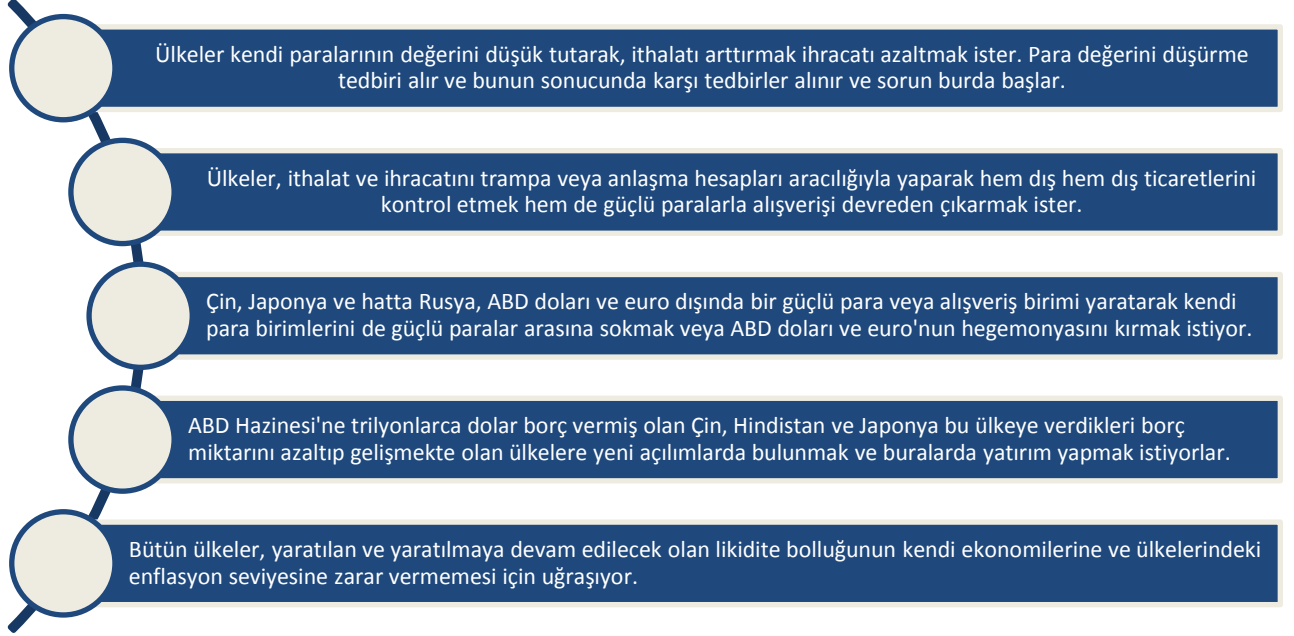 Ülkeler kendi paralarının değerini düşük tutarak, ithalatı arttırmak ihracatı azaltmak ister. Para değerini düşürme
tedbiri alır ve bunun sonucunda karşı tedbirler alınır ve sorun burda başlar.
Ülkeler, ithalat ve ihracatını trampa veya anlaşma hesapları aracılığıyla yaparak hem dış hem dış ticaretlerini
kontrol etmek hem de güçlü paralarla alışverişi devreden çıkarmak ister.
Çin, Japonya ve hatta Rusya, ABD doları ve euro dışında bir güçlü para veya alışveriş birimi yaratarak kendi
para birimlerini de güçlü paralar arasına sokmak veya ABD doları ve euro'nun hegemonyasını kırmak istiyor.
ABD Hazinesi'ne trilyonlarca dolar borç vermiş olan Çin, Hindistan ve Japonya bu ülkeye verdikleri borç
miktarını azaltıp gelişmekte olan ülkelere yeni açılımlarda bulunmak ve buralarda yatırım yapmak istiyorlar.
Bütün ülkeler, yaratılan ve yaratılmaya devam edilecek olan likidite bolluğunun kendi ekonomilerine ve ülkelerindeki
enflasyon seviyesine zarar vermemesi için uğraşıyor.